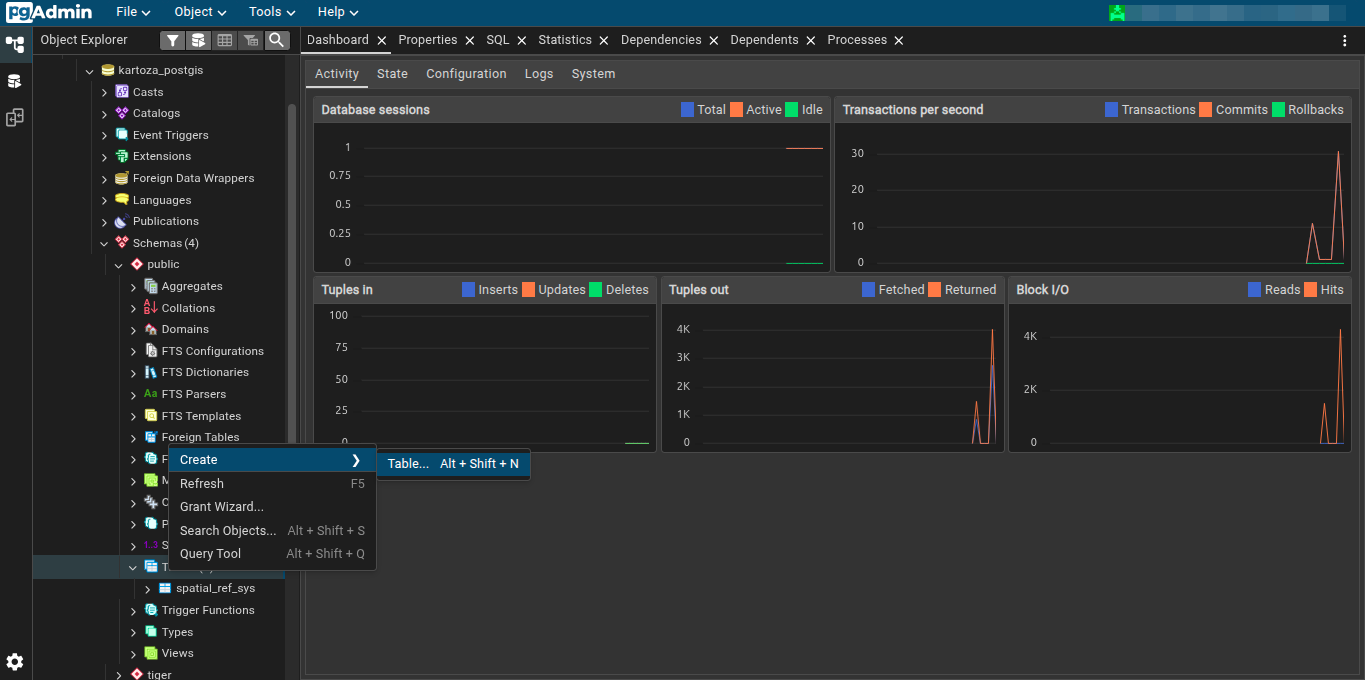 pgAdmin File Object Tools Help
Object Explorer
Dashboard Properties SQL Statistics Dependencies Dependents Processes
kartoza_postgis
Casts
Catalogs
Event Triggers
Extensions
Foreign Data Wrappers
Languages
Publications
Schemas (4)
public
Aggregates
Collations
Domains
FTS Configurations
FTS Dictionaries
Aa FTS Parsers
FTS Templates
Foreign Tables
1..3
spatial_ref_sys
Trigger Functions
Types
Views
tiger
Create Table... Alt + Shift + N
Refresh F5
Grant Wizard...
Search Objects... Alt + Shift + S
Query Tool Alt + Shift + Q
Activity State Configuration Logs System
Database sessions Total Active Idle
1
0.75
0.5
0.25
0
Transactions per second Transactions Commits Rollbacks
30
20
10
0
Tuples in Inserts Updates Deletes
100
75
50
25
0
Tuples out Fetched Returned
4K
3K
2K
1K
0
Block I/O Reads Hits
4K
2K
0